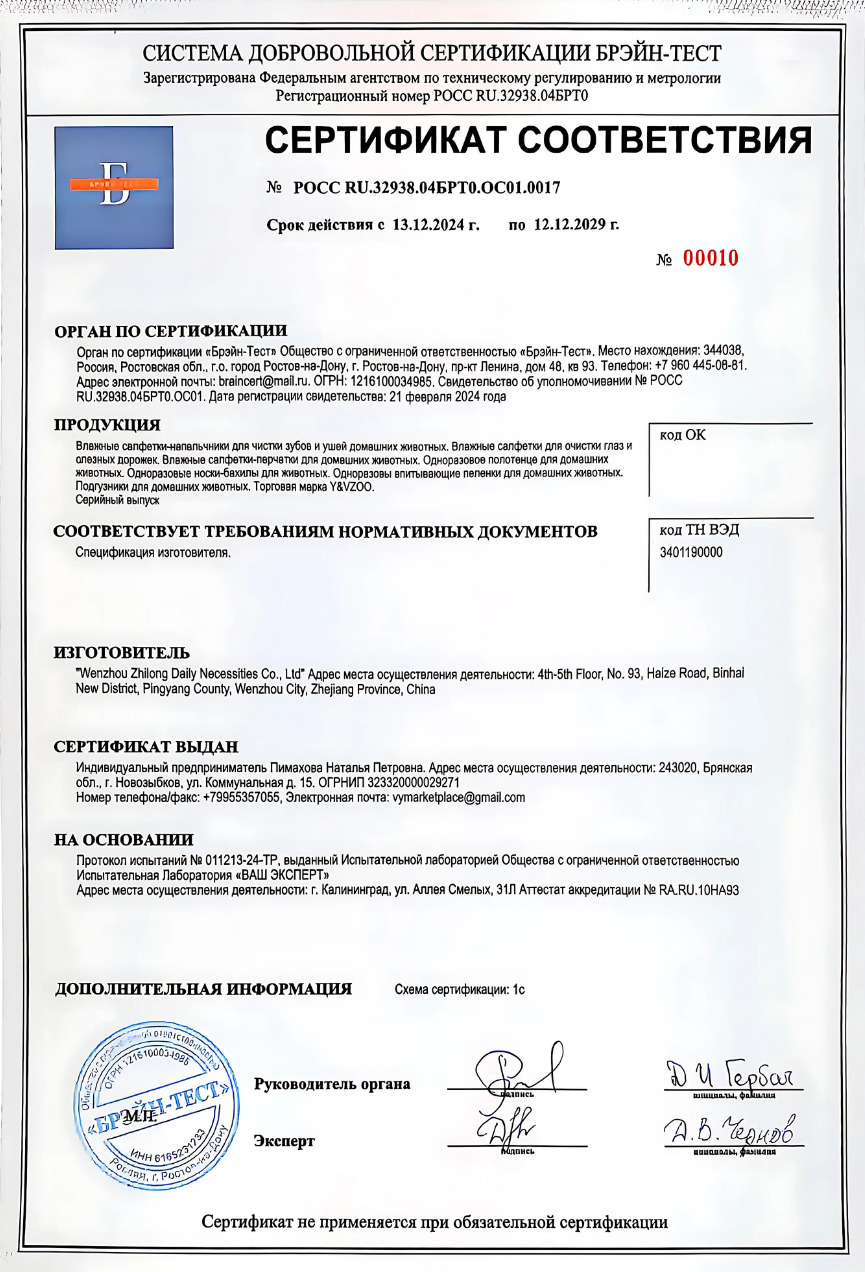 СИСТЕМА ДОБРОВОЛЬНОЙ СЕРТИФИКАЦИИ БРЭЙН-ТЕСТ
Зарегистрирована Федеральным агентством по техническому регулированию и метрологии
Регистрационный номер РОСС RU.32938.04БРТ0
Б
БРЭЙН ТЕСТ
СЕРТИФИКАТ СООТВЕТСТВИЯ
№ РОСС RU.32938.04БРТ0.ОС01.0017
Срок действия с 13.12.2024 г. по 12.12.2029 г.
№ 00010
ОРГАН ПО СЕРТИФИКАЦИИ
Орган по сертификации «Брэйн-Тест» Общество с ограниченной ответственностью «Брэйн-Тест». Место нахождения: 344038,
Россия, Ростовская обл., г.о. город Ростов-на-Дону, г. Ростов-на-Дону, пр-кт Ленина, дом 48, кв 93. Телефон: +7 960 445-08-81.
Адрес электронной почты: braincert@mail.ru. ОГРН: 1216100034985. Свидетельство об уполномочивании № РОСС
RU.32938.04БРТ0.ОС01. Дата регистрации свидетельства: 21 февраля 2024 года
ПРОДУКЦИЯ
Влажные салфетки-напальчники для чистки зубов и ушей домашних животных. Влажные салфетки для очистки глаз и
слезных дорожек. Влажные салфетки-перчатки для домашних животных. Одноразовое полотенце для домашних
животных. Одноразовые носки-бахилы для животных. Одноразовы впитывающие пеленки для домашних животных.
Подгузники для домашних животных. Торговая марка Y&VZOO.
Серийный выпуск
код ОК
СООТВЕТСТВУЕТ ТРЕБОВАНИЯМ НОРМАТИВНЫХ ДОКУМЕНТОВ
Спецификация изготовителя.
код ТН ВЭД
3401190000
ИЗГОТОВИТЕЛЬ
"Wenzhou Zhilong Daily Necessities Co., Ltd" Адрес места осуществления деятельности: 4th-5th Floor, No. 93, Haize Road, Binhai
New District, Pingyang County, Wenzhou City, Zhejiang Province, China
СЕРТИФИКАТ ВЫДАН
Индивидуальный предприниматель Пимахова Наталья Петровна. Адрес места осуществления деятельности: 243020, Брянская
обл., г. Новозыбков, ул. Коммунальная д. 15. ОГРНИП 323320000029271
Номер телефона/факс: +79955357055, Электронная почта: vymarketplace@gmail.com
НА ОСНОВАНИИ
Протокол испытаний № 011213-24-ТР, выданный Испытательной лабораторией Общества с ограниченной ответственностью
Испытательная Лаборатория «ВАШ ЭКСПЕРТ»
Адрес места осуществления деятельности: г. Калининград, ул. Аллея Смелых, 31Л Аттестат аккредитации № RA.RU.10НА93
ДОПОЛНИТЕЛЬНАЯ ИНФОРМАЦИЯ Схема сертификации: 1с
Общество с ограниченной ответственностью
ОГРН 1216100034985
«БРЭЙН-ТЕСТ»
М.П.
ИНН 6165231233
Россия, г. Ростов-на-Дону
Руководитель органа
подпись
Д И Гербач
инициалы, фамилия
Эксперт
подпись
Д.В. Чернов
инициалы, фамилия
Сертификат не применяется при обязательной сертификации